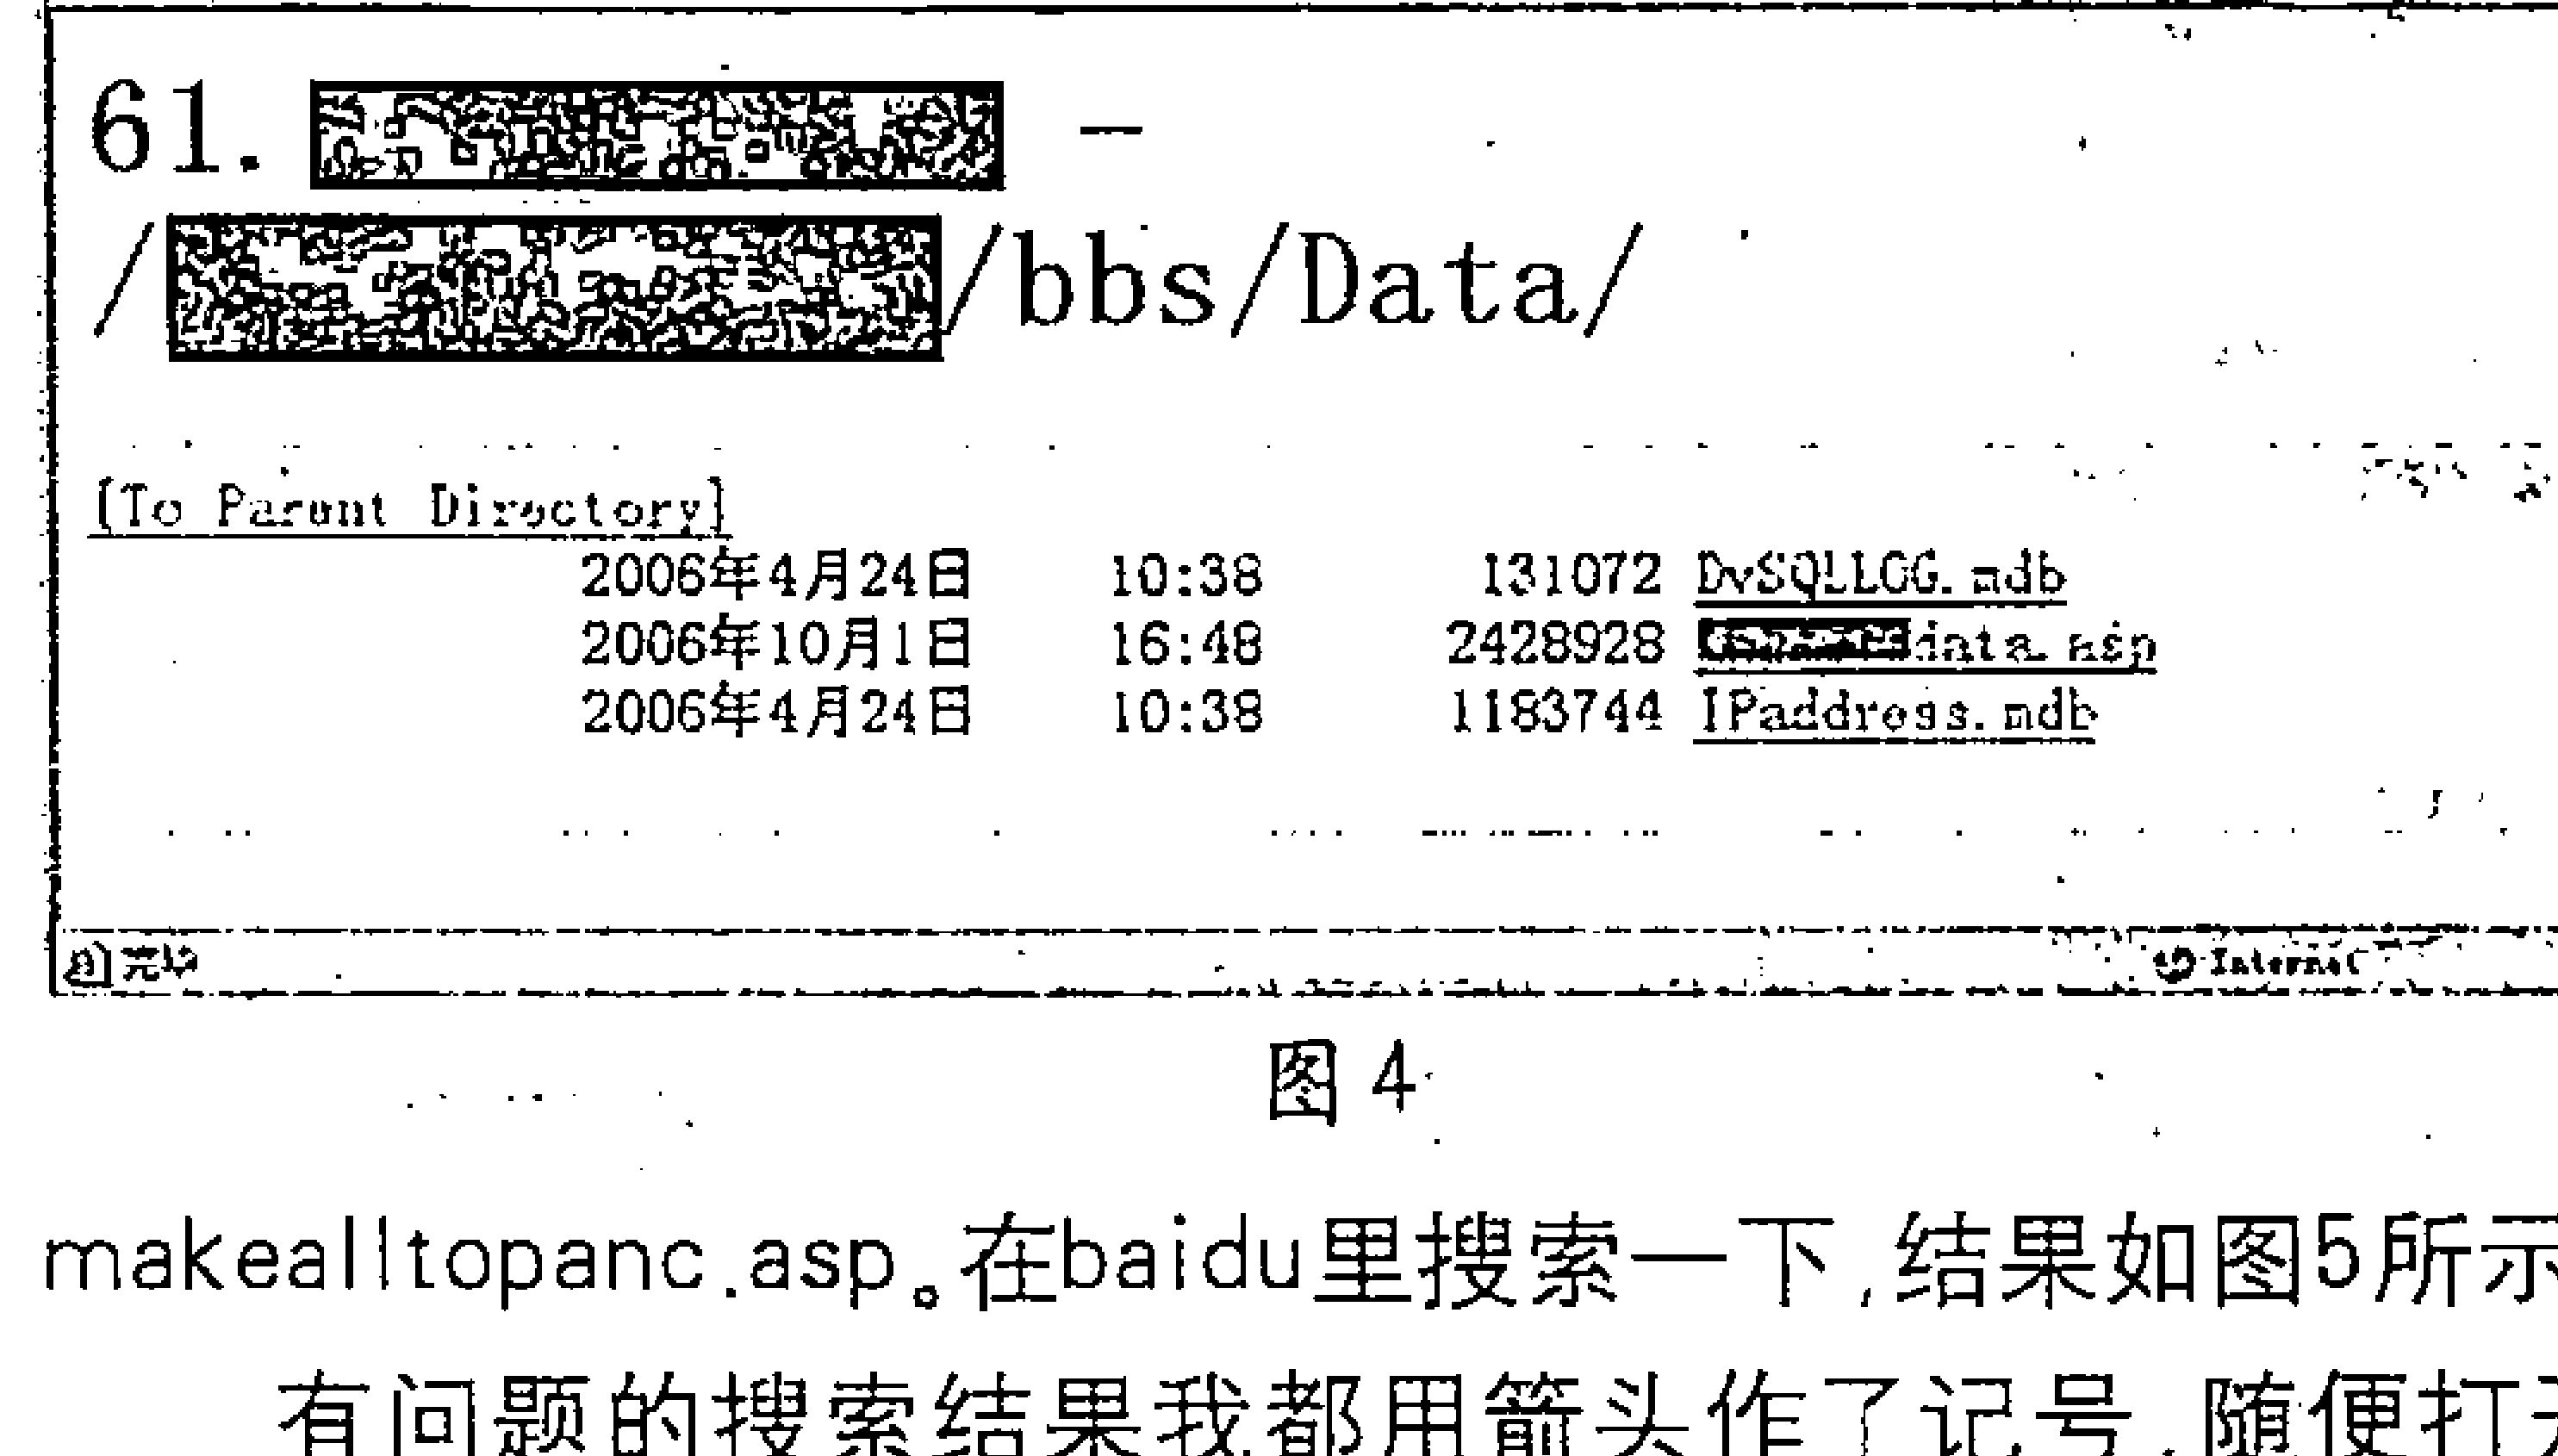 61. –
/ /bbs/Data/
[To Parent Directory]
2006年4月24日 10:38 131072 DvSQLLOG.mdb
2006年10月1日 16:48 2428928 data.asp
2006年4月24日 10:38 1183744 IPaddress.mdb
完毕 Internet
图 4
makealltopanc.asp。在baidu里搜索一下,结果如图5所示
有问题的搜索结果我都用箭头作了记号,随便打开